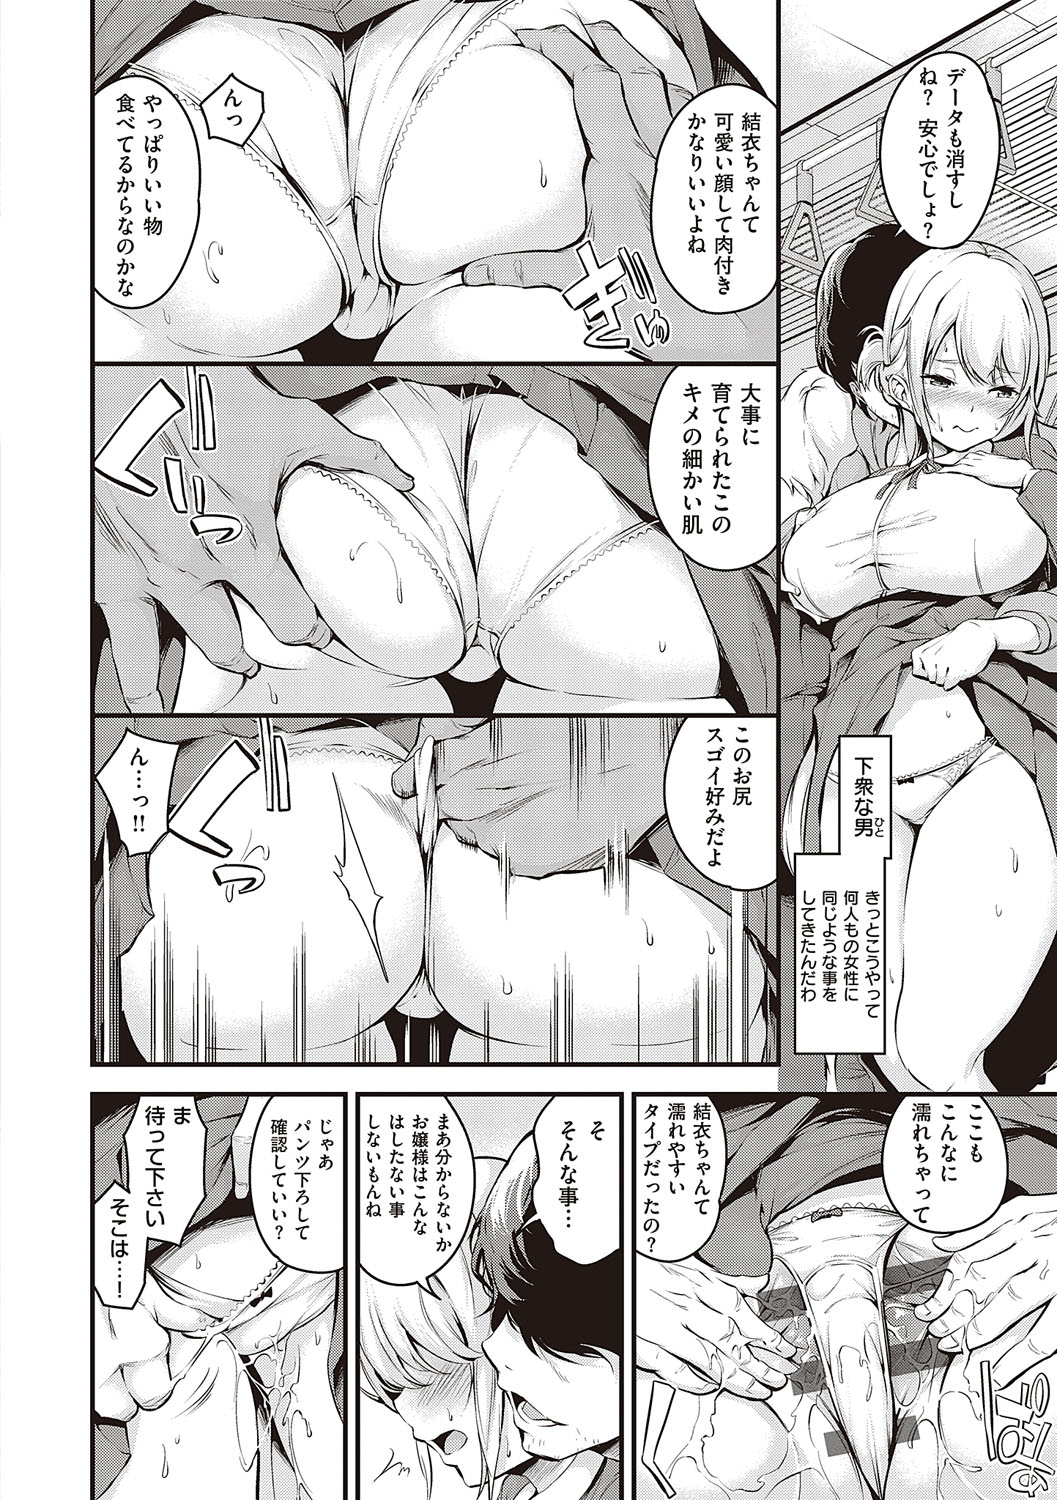 データも消すし
ね？ 安心でしょ？
下衆な男
ひと
きっとこうやって
何人もの女性に
同じような事を
してきたんだわ
結衣ちゃんて
可愛い顔して肉付き
かなりいいよね
んっ
やっぱりいい物
食べてるからなのかな
大事に
育てられたこの
キメの細かい肌
このお尻
スゴイ好みだよ
ん…っ!!
ここも
こんなに
濡れちゃって
結衣ちゃんて
濡れやすい
タイプだったの？
そ
そんな事…
まあ分からないか
お嬢様はこんな
はしたない事
しないもんね
じゃあ
パンツ下ろして
確認していい？
ま
待って下さい
そこは…！